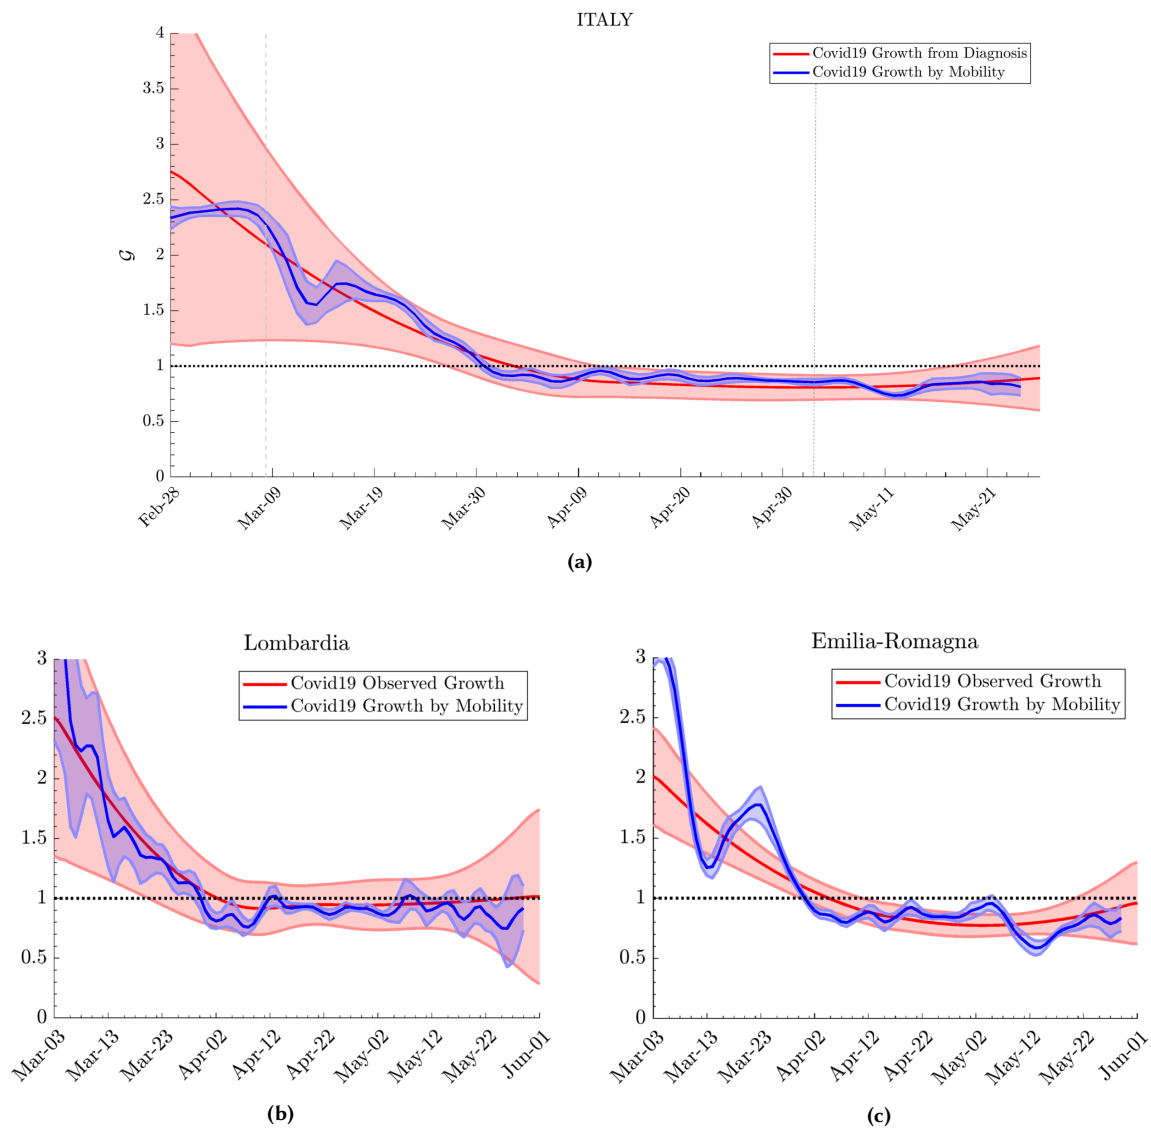 ITALY
Covid19 Growth from Diagnosis
Covid19 Growth by Mobility
4
3.5
3
2.5
2
1.5
1
0.5
0
𝒢
Feb-28 Mar-09 Mar-19 Mar-30 Apr-09 Apr-20 Apr-30 May-11 May-21
(a)
Lombardia
Covid19 Observed Growth
Covid19 Growth by Mobility
3
2.5
2
1.5
1
0.5
0
Mar-03 Mar-13 Mar-23 Apr-02 Apr-12 Apr-22 May-02 May-12 May-22 Jun-01
(b)
Emilia-Romagna
Covid19 Observed Growth
Covid19 Growth by Mobility
3
2.5
2
1.5
1
0.5
0
Mar-03 Mar-13 Mar-23 Apr-02 Apr-12 Apr-22 May-02 May-12 May-22 Jun-01
(c)